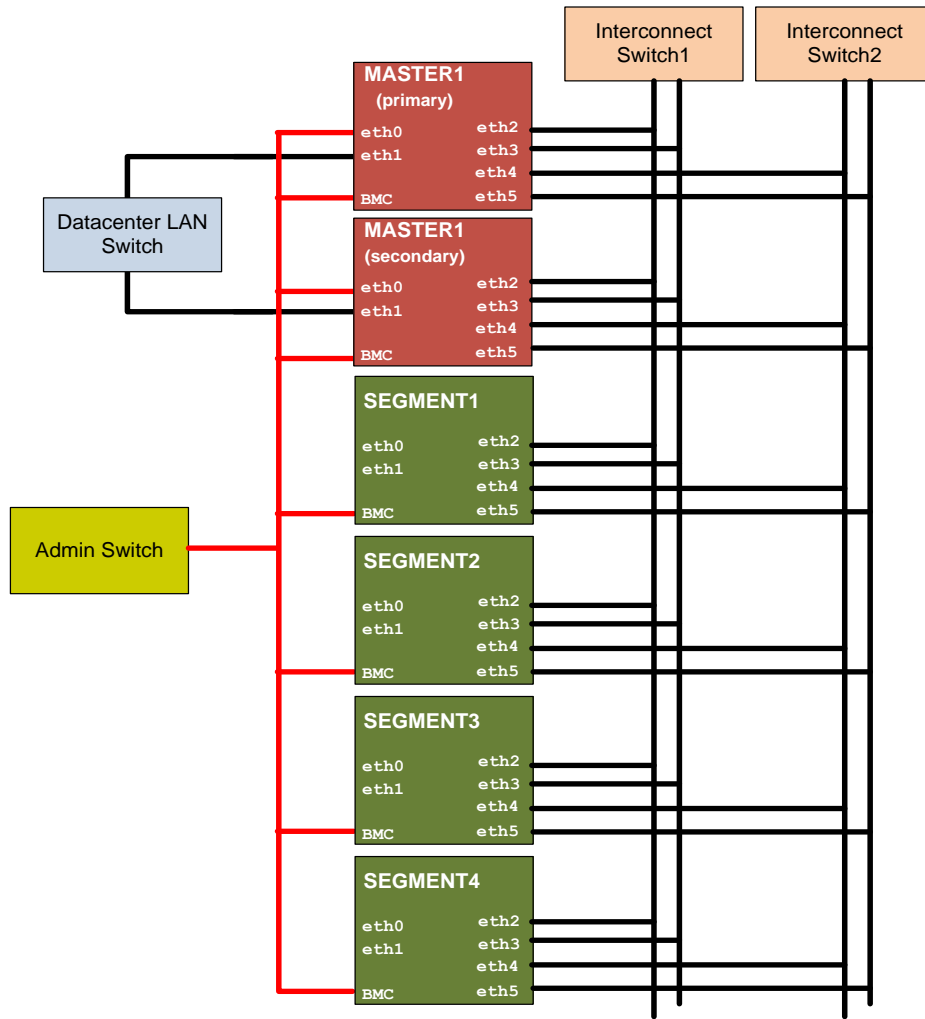 Interconnect
Switch1
Interconnect
Switch2
MASTER1
(primary)
eth0
eth1
BMC
eth2
eth3
eth4
eth5
Datacenter LAN
Switch
MASTER1
(secondary)
eth0
eth1
BMC
eth2
eth3
eth4
eth5
SEGMENT1
eth0
eth1
BMC
eth2
eth3
eth4
eth5
Admin Switch
SEGMENT2
eth0
eth1
BMC
eth2
eth3
eth4
eth5
SEGMENT3
eth0
eth1
BMC
eth2
eth3
eth4
eth5
SEGMENT4
eth0
eth1
BMC
eth2
eth3
eth4
eth5